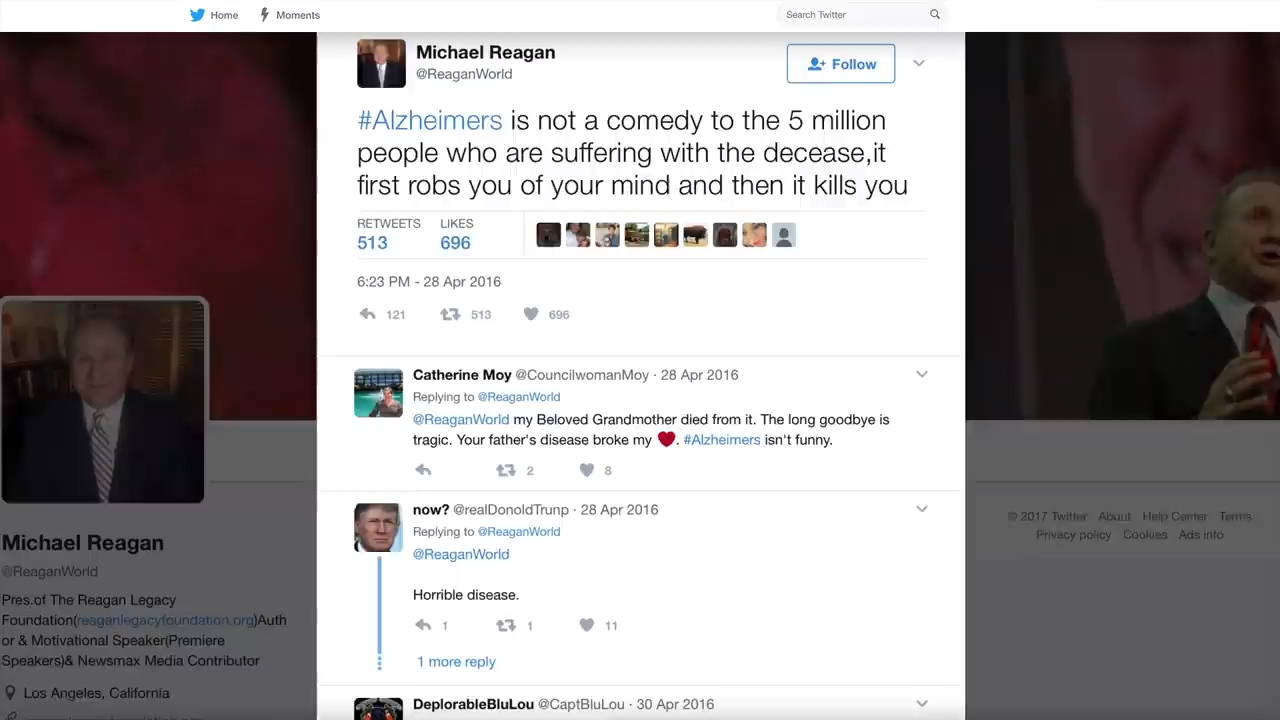 Home
Moments
Search Twitter
Michael Reagan
@ReaganWorld
Follow
#Alzheimers is not a comedy to the 5 million
people who are suffering with the decease,it
first robs you of your mind and then it kills you
RETWEETS
LIKES
513
696
6:23 PM - 28 Apr 2016
121
513
696
Catherine Moy @CouncilwomanMoy · 28 Apr 2016
Replying to @ReaganWorld
@ReaganWorld my Beloved Grandmother died from it. The long goodbye is
tragic. Your father's disease broke my ❤. #Alzheimers isn't funny.
2
8
now? @realDonoldTrunp · 28 Apr 2016
Replying to @ReaganWorld
@ReaganWorld
Horrible disease.
1
1
11
1 more reply
DeplorableBluLou @CaptBluLou · 30 Apr 2016
Michael Reagan
@ReaganWorld
Pres.of The Reagan Legacy
Foundation(reaganlegacyfoundation.org)Auth
or & Motivational Speaker(Premiere
Speakers)& Newsmax Media Contributor
Los Angeles, California
© 2017 Twitter About Help Center Terms
Privacy policy Cookies Ads info